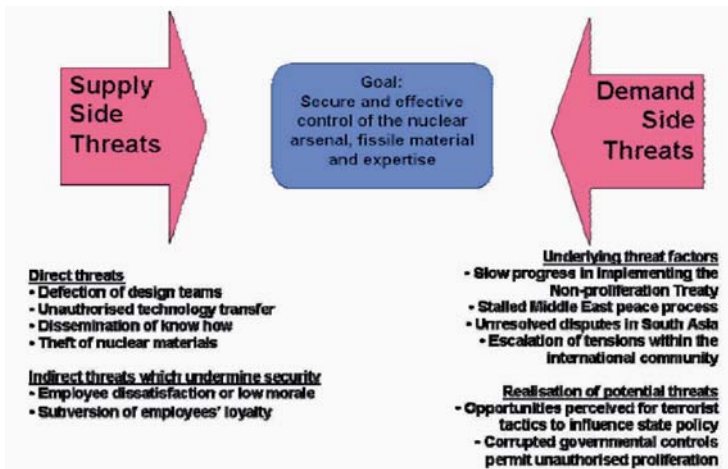 Supply
Side
Threats
Goal:
Secure and effective
control of the nuclear
arsenal, fissile material
and expertise
Demand
Side
Threats
Direct threats
• Defection of design teams
• Unauthorised technology transfer
• Dissemination of know how
• Theft of nuclear materials
Indirect threats which undermine security
• Employee dissatisfaction or low morale
• Subversion of employees' loyalty
Underlying threat factors
• Slow progress in implementing the
Non-proliferation Treaty
• Stalled Middle East peace process
• Unresolved disputes in South Asia
• Escalation of tensions within the
international community
Realisation of potential threats
• Opportunities perceived for terrorist
tactics to influence state policy
• Corrupted governmental controls
permit unauthorised proliferation